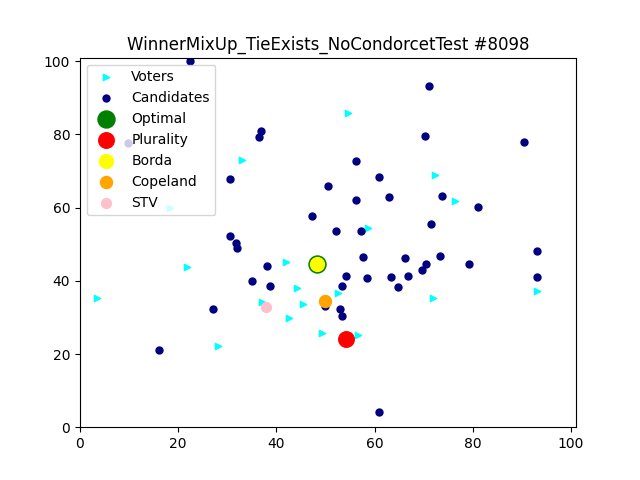 WinnerMixUp_TieExists_NoCondorcetTest #8098
100
80
60
40
20
0
Voters
Candidates
Optimal
Plurality
Borda
Copeland
STV
0 20 40 60 80 100